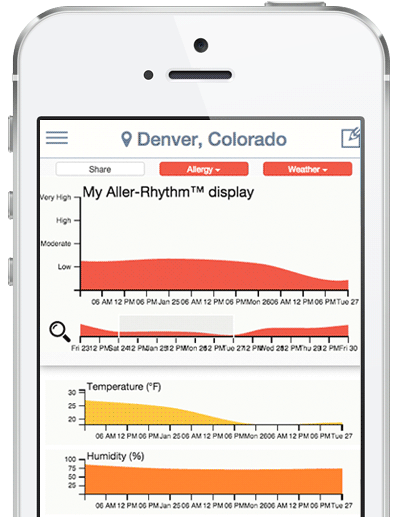 Denver, Colorado
Share
Allergy
Weather
My Aller-Rhythm™ display
Very High
High
Moderate
Low
06 AM 12 PM 06 PM Jan 25 06 AM 12 PM 06 PM Mon 26 06 AM 12 PM 06 PM Tue 27
Fri 23 12 PM Sat 24 12 PM Jan 25 12 PM Mon 26 12 PM Tue 27 12 PM Wed 28 12 PM Thu 29 12 PM Fri 30
Temperature (°F)
30
25
20
06 AM 12 PM 06 PM Jan 25 06 AM 12 PM 06 PM Mon 26 06 AM 12 PM 06 PM Tue 27
Humidity (%)
100
75
50
25
06 AM 12 PM 06 PM Jan 25 06 AM 12 PM 06 PM Mon 26 06 AM 12 PM 06 PM Tue 27